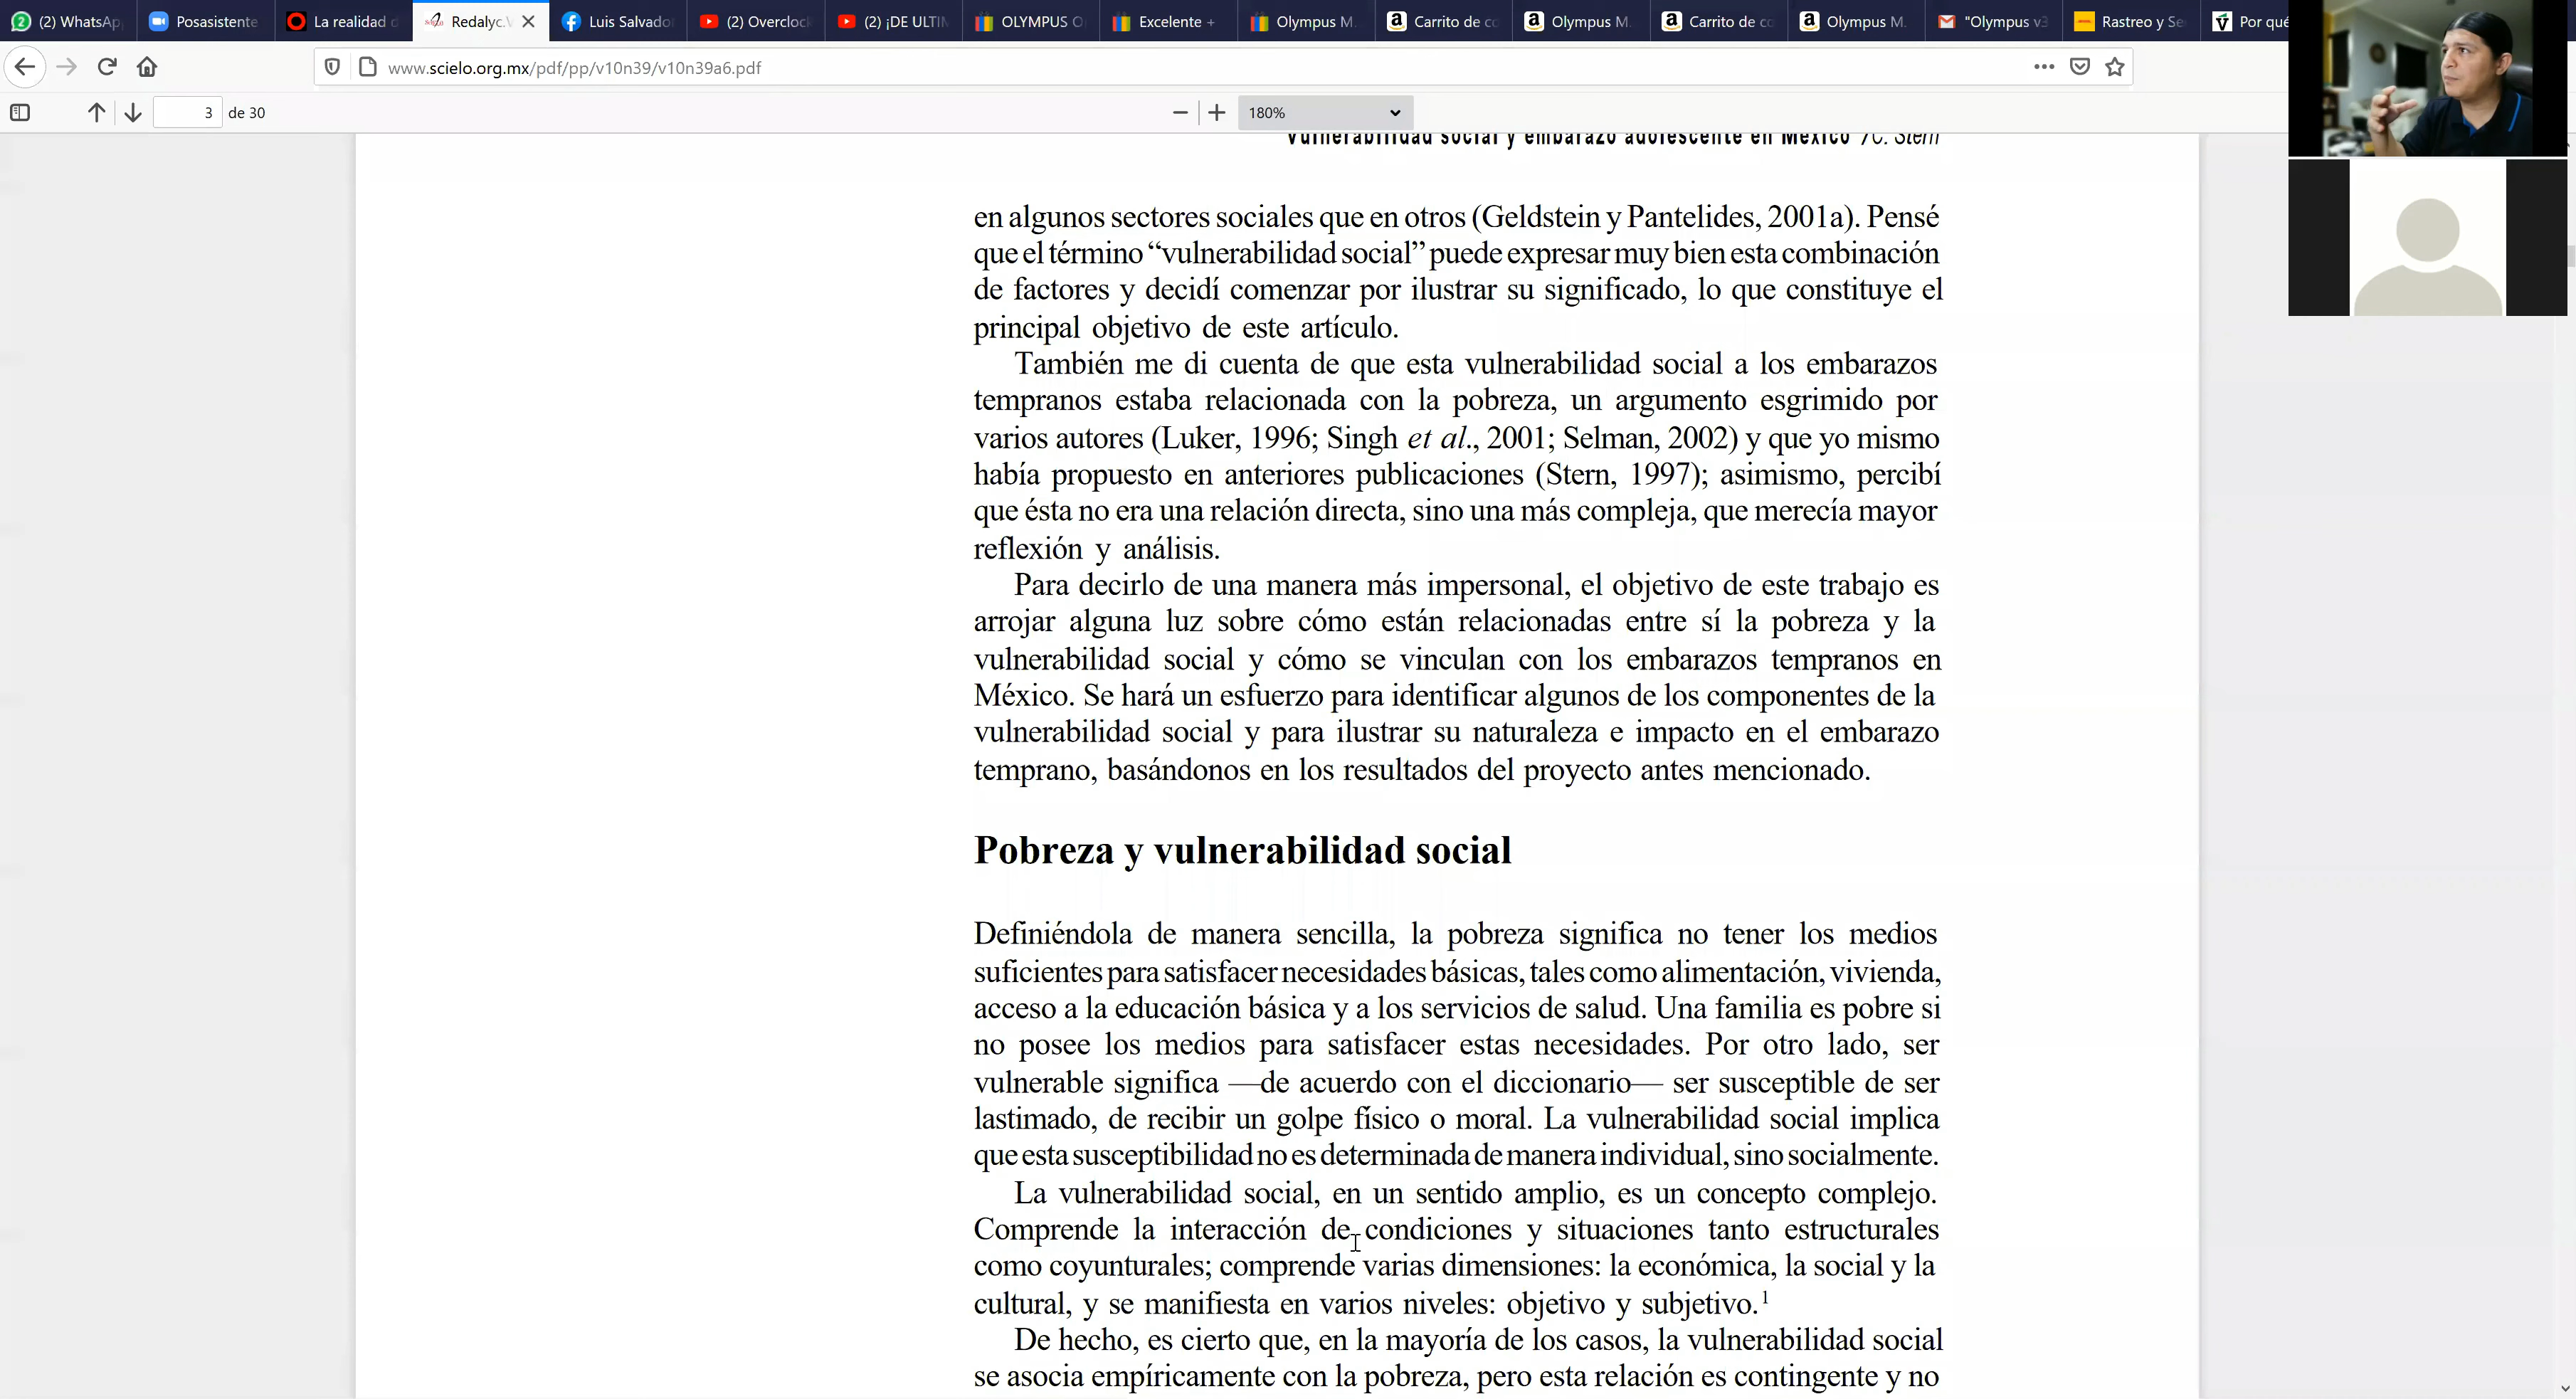 (2) WhatsAp
Posasistente
La realidad d
Redalyc.V
Luis Salvado
(2) Overcloc
(2) ¡DE ULTI
OLYMPUS O
Excelente +
Olympus M.
Carrito de co
Olympus M.
Carrito de co
Olympus M.
"Olympus v3
Rastreo y Se
Por qué
www.scielo.org.mx/pdf/pp/v10n39/v10n39a6.pdf
3 de 30
180%
Vulnerabilidad social y embarazo adolescente en México /C. Stern
en algunos sectores sociales que en otros (Geldstein y Pantelides, 2001a). Pensé
que el término “vulnerabilidad social” puede expresar muy bien esta combinación
de factores y decidí comenzar por ilustrar su significado, lo que constituye el
principal objetivo de este artículo.
También me di cuenta de que esta vulnerabilidad social a los embarazos
tempranos estaba relacionada con la pobreza, un argumento esgrimido por
varios autores (Luker, 1996; Singh et al., 2001; Selman, 2002) y que yo mismo
había propuesto en anteriores publicaciones (Stern, 1997); asimismo, percibí
que ésta no era una relación directa, sino una más compleja, que merecía mayor
reflexión y análisis.
Para decirlo de una manera más impersonal, el objetivo de este trabajo es
arrojar alguna luz sobre cómo están relacionadas entre sí la pobreza y la
vulnerabilidad social y cómo se vinculan con los embarazos tempranos en
México. Se hará un esfuerzo para identificar algunos de los componentes de la
vulnerabilidad social y para ilustrar su naturaleza e impacto en el embarazo
temprano, basándonos en los resultados del proyecto antes mencionado.
Pobreza y vulnerabilidad social
Definiéndola de manera sencilla, la pobreza significa no tener los medios
suficientes para satisfacer necesidades básicas, tales como alimentación, vivienda,
acceso a la educación básica y a los servicios de salud. Una familia es pobre si
no posee los medios para satisfacer estas necesidades. Por otro lado, ser
vulnerable significa —de acuerdo con el diccionario— ser susceptible de ser
lastimado, de recibir un golpe físico o moral. La vulnerabilidad social implica
que esta susceptibilidad no es determinada de manera individual, sino socialmente.
La vulnerabilidad social, en un sentido amplio, es un concepto complejo.
Comprende la interacción de condiciones y situaciones tanto estructurales
como coyunturales; comprende varias dimensiones: la económica, la social y la
cultural, y se manifiesta en varios niveles: objetivo y subjetivo.1
De hecho, es cierto que, en la mayoría de los casos, la vulnerabilidad social
se asocia empíricamente con la pobreza, pero esta relación es contingente y no